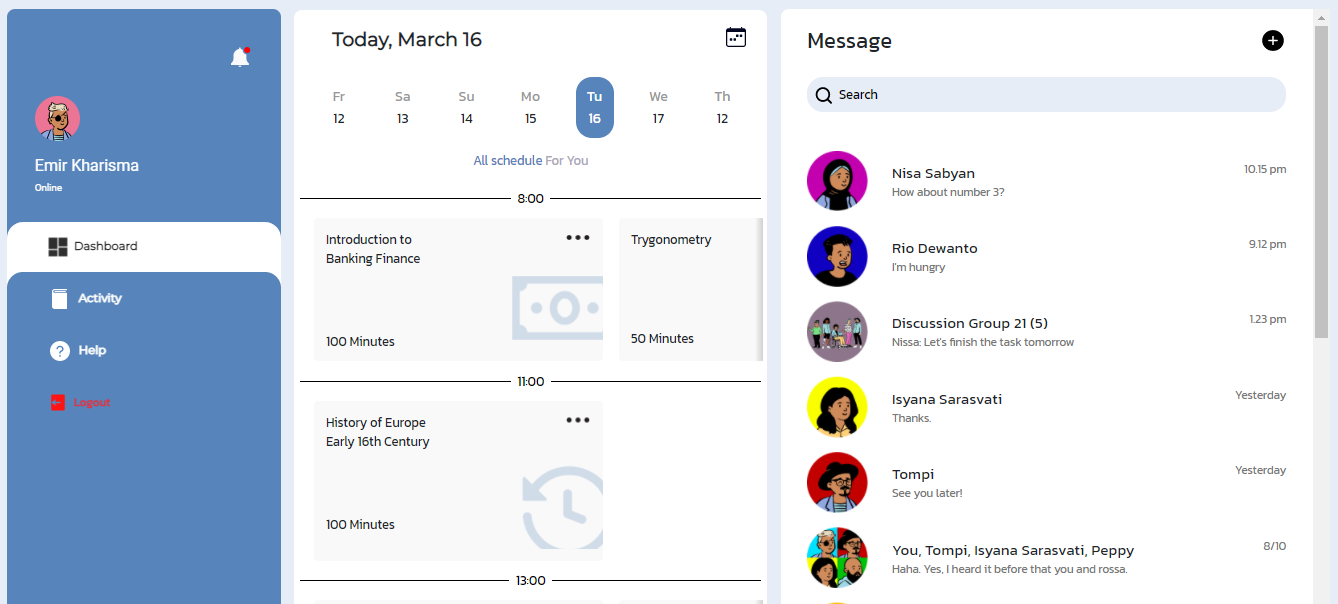 Emir Kharisma
Online
Dashboard
Activity
? Help
Logout
Today, March 16
Fr Sa Su Mo Tu We Th
12 13 14 15 16 17 12
All schedule For You
8:00
Introduction to
Banking Finance
100 Minutes
Trygonometry
50 Minutes
11:00
History of Europe
Early 16th Century
100 Minutes
13:00
Message
Search
Nisa Sabyan 10.15 pm
How about number 3?
Rio Dewanto 9.12 pm
I'm hungry
Discussion Group 21 (5) 1.23 pm
Nissa: Let's finish the task tomorrow
Isyana Sarasvati Yesterday
Thanks.
Tompi Yesterday
See you later!
You, Tompi, Isyana Sarasvati, Peppy 8/10
Haha. Yes, I heard it before that you and rossa.